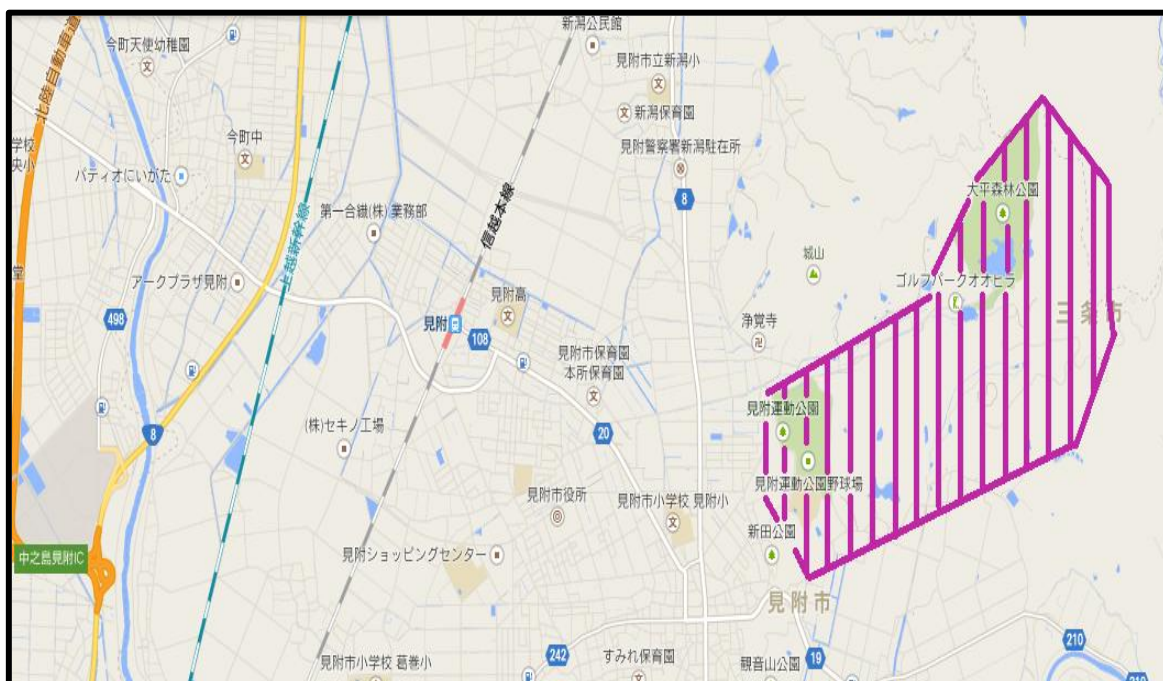 新潟公民館
今町天使幼稚園
北陸自動車道
見附市立新潟小
新潟保育園
今町中
学校
央小
見附警察署新潟駐在所
パティオにいがた
8
大平森林公園
第一合繊(株)業務部
信越本線
上越新幹線
堂
城山
アークプラザ見附
ゴルフパークオオヒラ
見附高
三条市
498
見附
108
浄覚寺
見附市保育園
本所保育園
見附運動公園
(株)セキノ工場
8
20
見附運動公園野球場
見附市役所
見附市小学校 見附小
新田公園
中之島見附IC
見附ショッピングセンター
見附市
210
242
見附市小学校 葛巻小
すみれ保育園
観音山公園
19
210